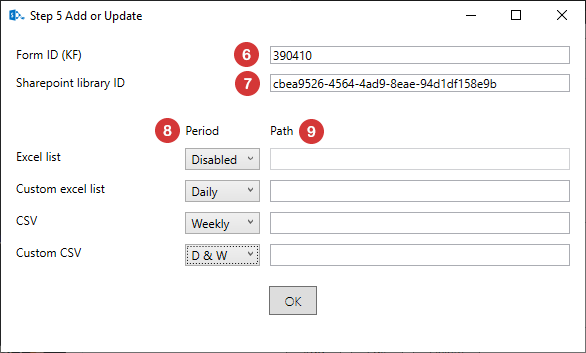 Step 5 Add or Update
Form ID (KF) 6 390410
Sharepoint library ID 7 cbea9526-4564-4ad9-8eae-94d1df158e9b
8 Period Path 9
Excel list Disabled
Custom excel list Daily
CSV Weekly
Custom CSV D & W
OK